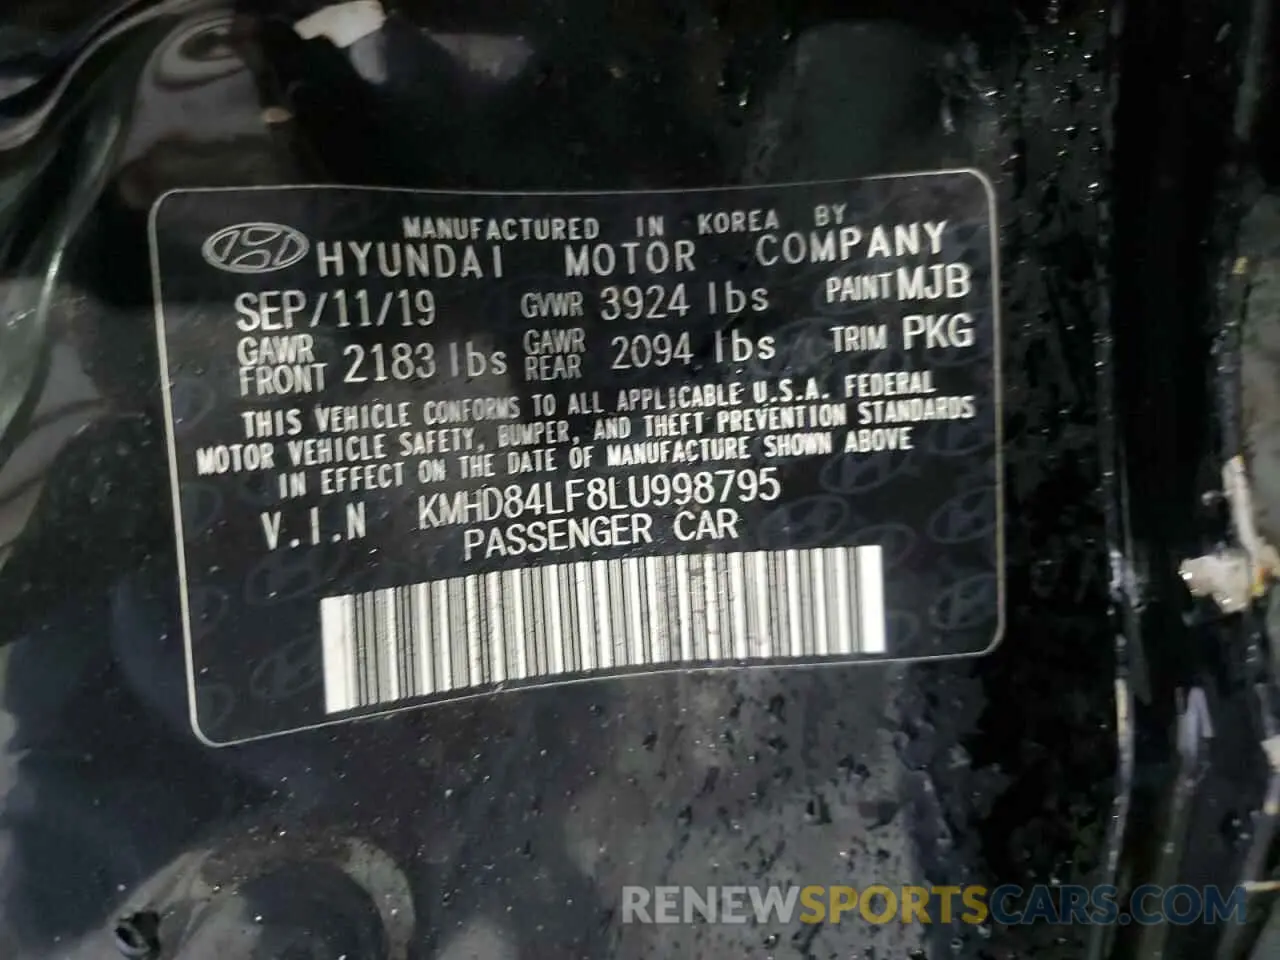 MANUFACTURED IN KOREA BY
HYUNDAI MOTOR COMPANY
SEP/11/19 GVWR 3924 lbs PAINT MJB
GAWR FRONT 2183 lbs GAWR REAR 2094 lbs TRIM PKG
THIS VEHICLE CONFORMS TO ALL APPLICABLE U.S.A. FEDERAL
MOTOR VEHICLE SAFETY, BUMPER, AND THEFT PREVENTION STANDARDS
IN EFFECT ON THE DATE OF MANUFACTURE SHOWN ABOVE
V.I.N KMHD84LF8LU998795
PASSENGER CAR
RENEWSPORTSCARS.COM